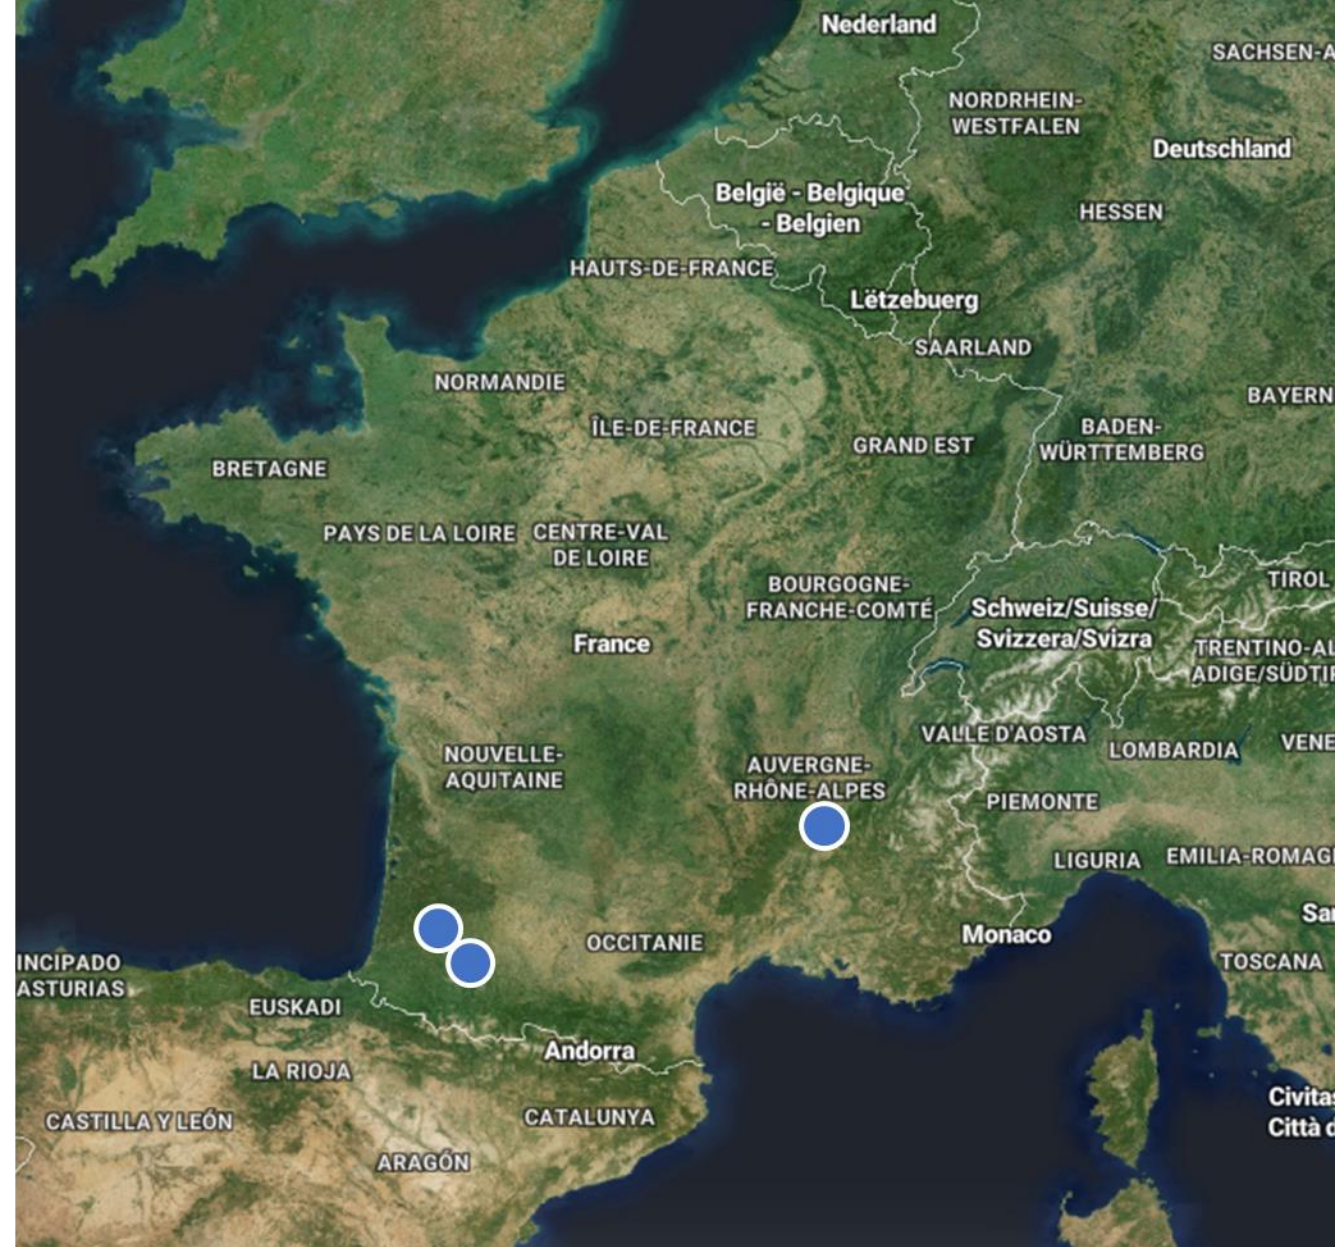 Nederland
SACHSEN-A
NORDRHEIN-
WESTFALEN
Deutschland
België - Belgique
- Belgien
HESSEN
HAUTS-DE-FRANCE
Lëtzebuerg
SAARLAND
NORMANDIE
BAYERN
ÎLE-DE-FRANCE
GRAND EST
BADEN-
WÜRTTEMBERG
BRETAGNE
PAYS DE LA LOIRE
CENTRE-VAL
DE LOIRE
BOURGOGNE-
FRANCHE-COMTÉ
Schweiz/Suisse/
Svizzera/Svizra
TIROL
France
TRENTINO-AL
ADIGE/SÜDTIR
VALLE D'AOSTA
LOMBARDIA
VENE
NOUVELLE-
AQUITAINE
AUVERGNE-
RHÔNE-ALPES
PIEMONTE
LIGURIA
EMILIA-ROMAG
San
Monaco
OCCITANIE
TOSCANA
INCIPADO
ASTURIAS
EUSKADI
Andorra
LA RIOJA
CASTILLA Y LEÓN
CATALUNYA
ARAGÓN
Civitas
Città d